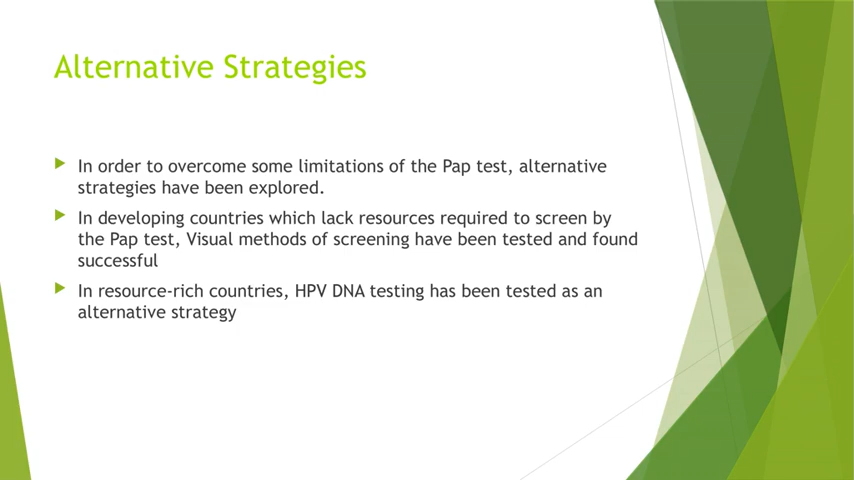 Alternative Strategies
In order to overcome some limitations of the Pap test, alternative
strategies have been explored.
In developing countries which lack resources required to screen by
the Pap test, Visual methods of screening have been tested and found
successful
In resource-rich countries, HPV DNA testing has been tested as an
alternative strategy